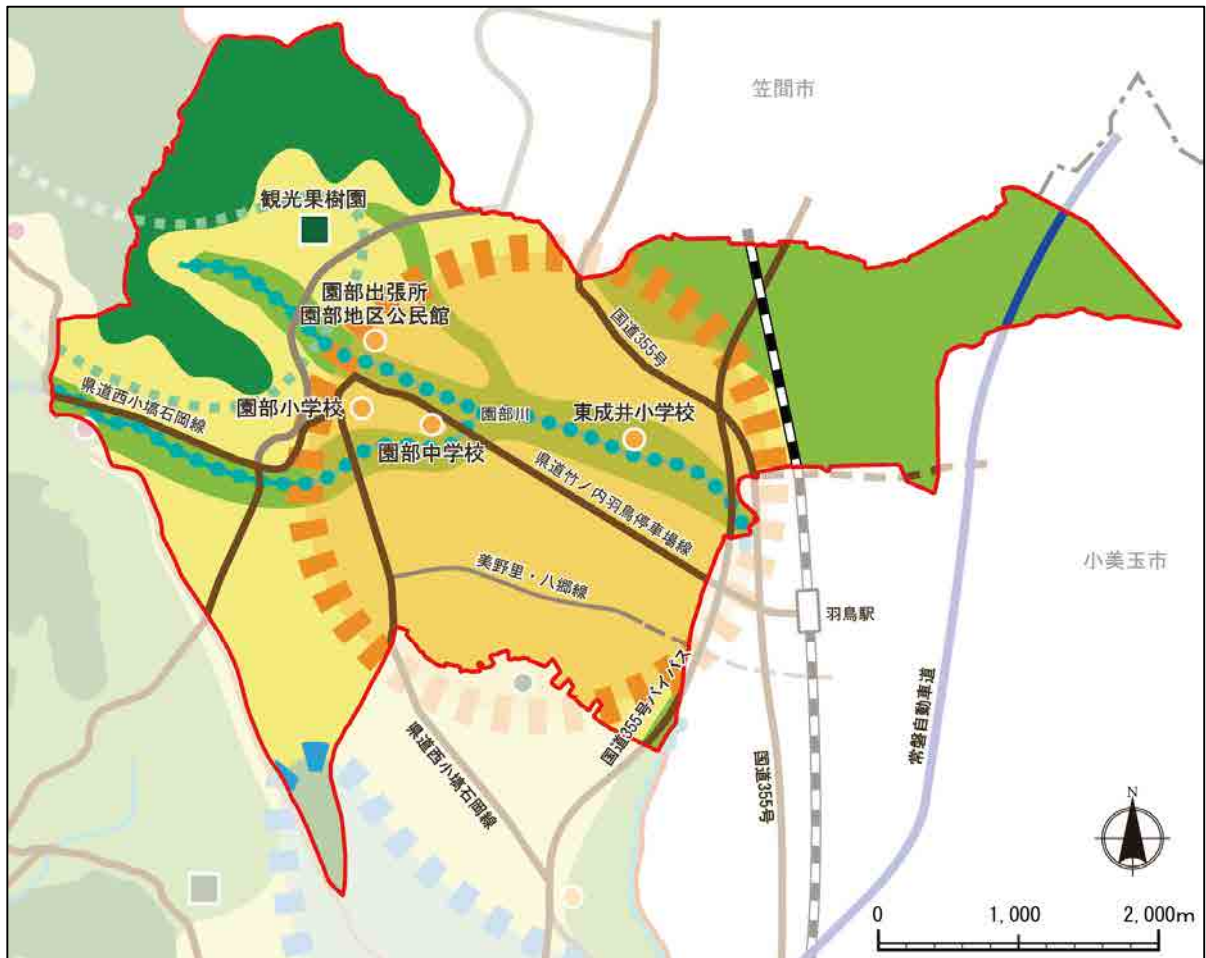 笠間市
観光果樹園
園部出張所
園部地区公民館
国道355号
県道西小塙石岡線
園部小学校
園部川
東成井小学校
園部中学校
県道竹ノ内羽鳥停車場線
美野里・八郷線
小美玉市
羽鳥駅
国道355号バイパス
県道西小塙石岡線
国道355号
常磐自動車道
N
0 1,000 2,000m